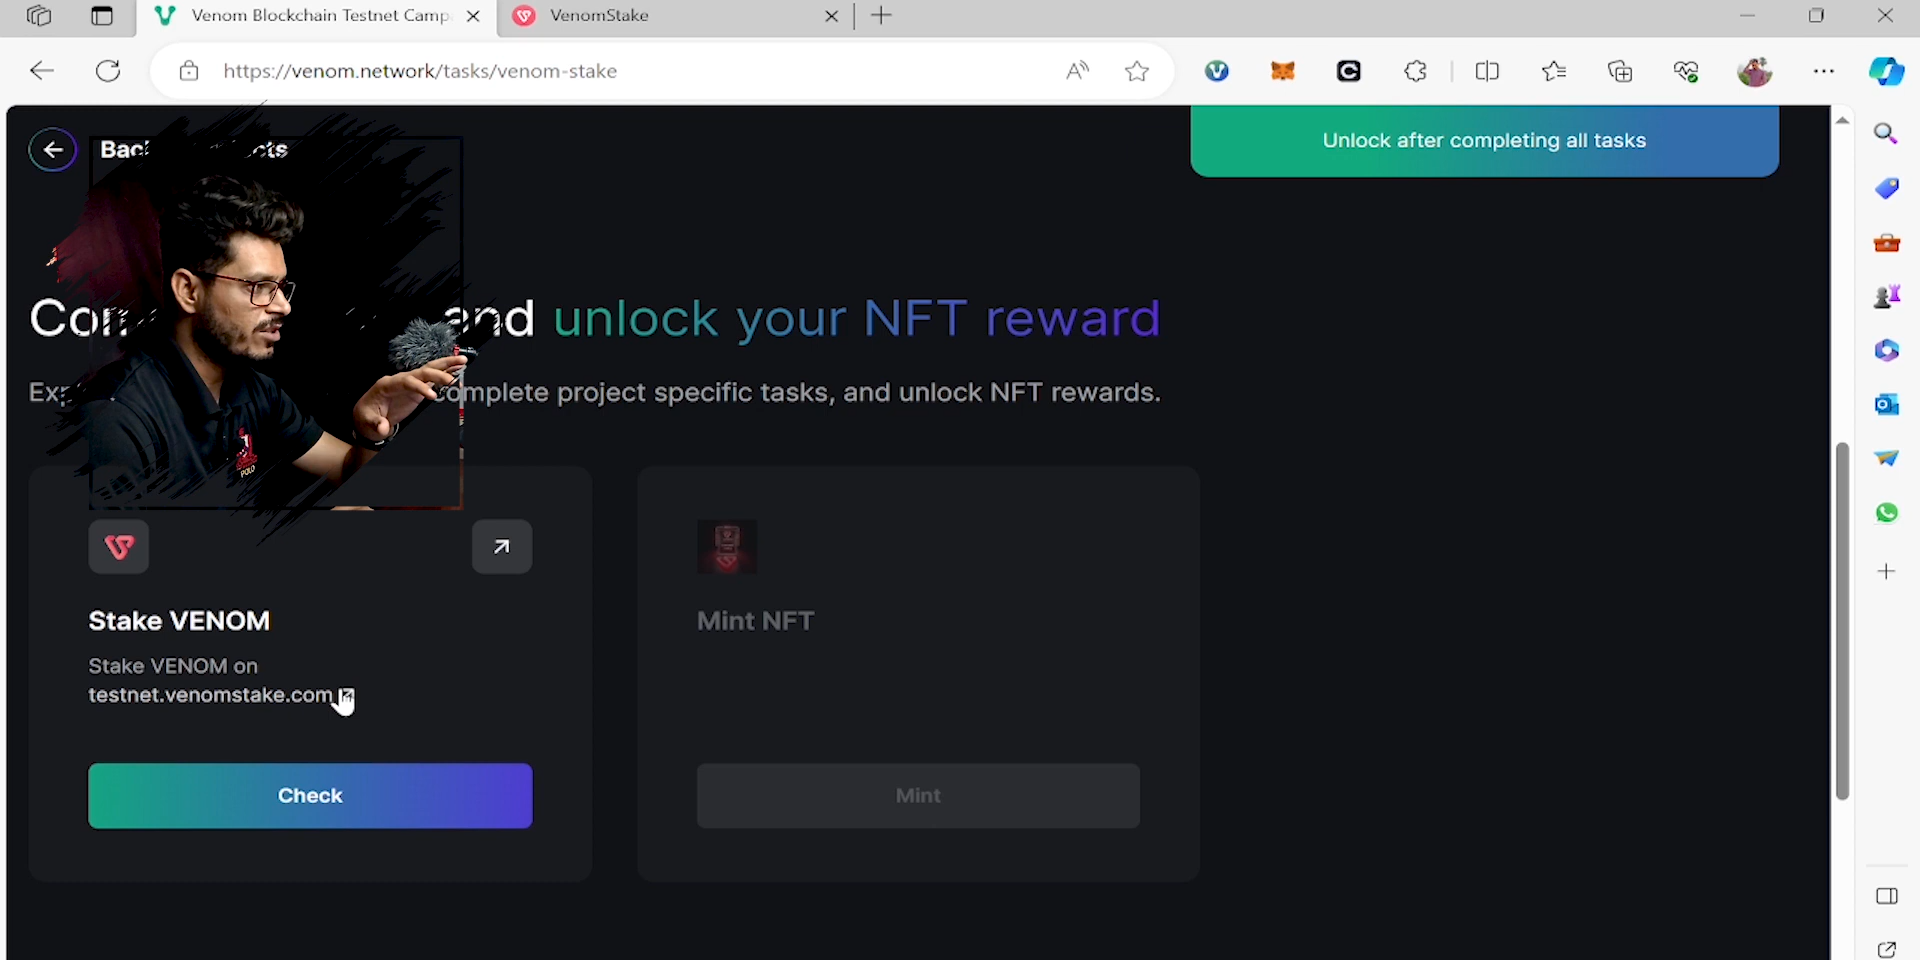 Venom Blockchain Testnet Camp
VenomStake
https://venom.network/tasks/venom-stake
Unlock after completing all tasks
and unlock your NFT reward
complete project specific tasks, and unlock NFT rewards.
POLO
Stake VENOM
Stake VENOM on
testnet.venomstake.com
Check
Mint NFT
Mint